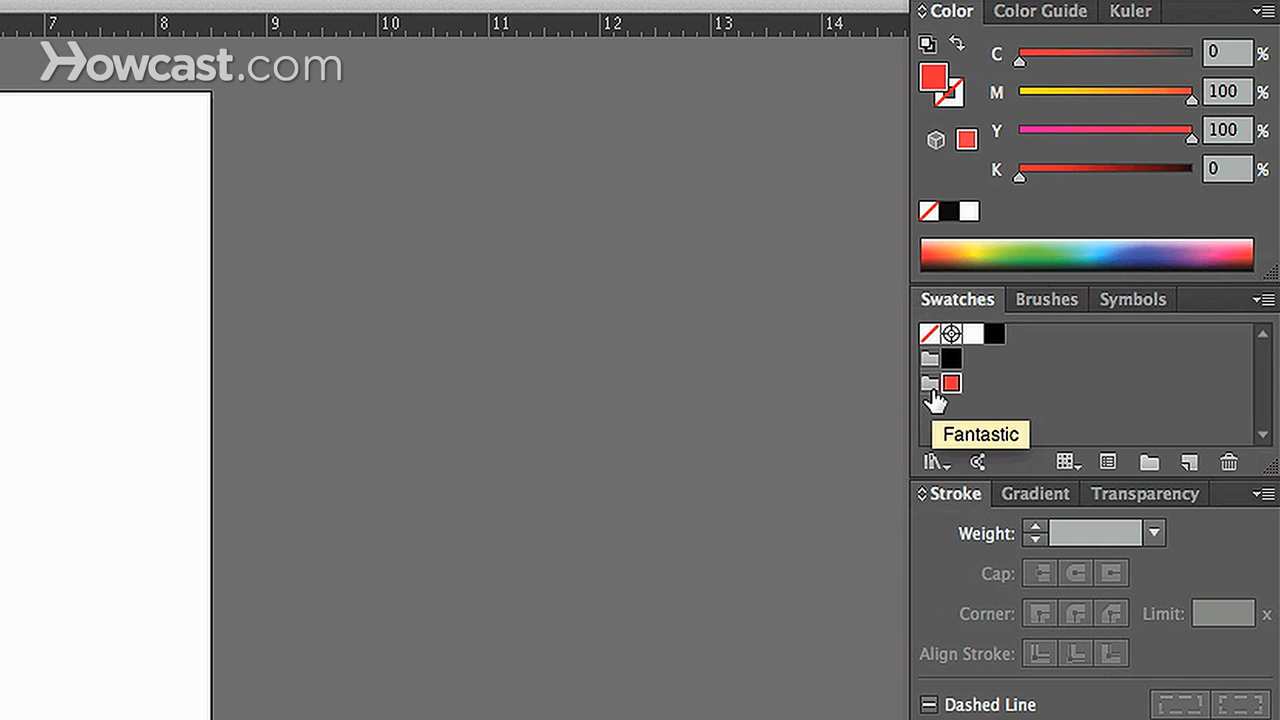 7 8 9 10 11 12 13 14
Howcast.com
Color Color Guide Kuler
C 0 %
M 100 %
Y 100 %
K 0 %
Swatches Brushes Symbols
Fantastic
Stroke Gradient Transparency
Weight:
Cap:
Corner: Limit: x
Align Stroke:
Dashed Line